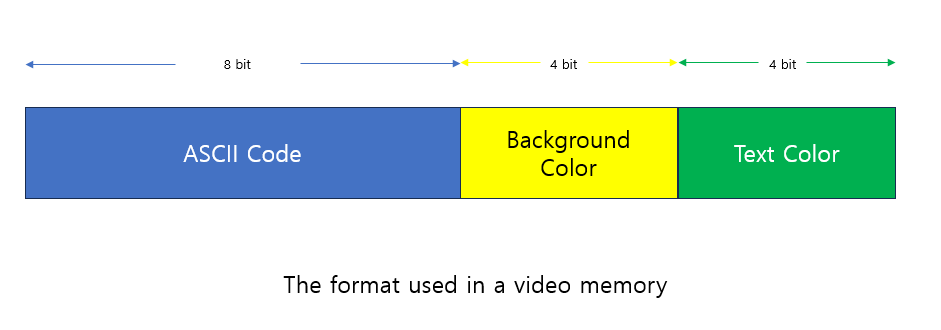 8 bit 4 bit 4 bit
ASCII Code
Background
Color
Text Color
The format used in a video memory